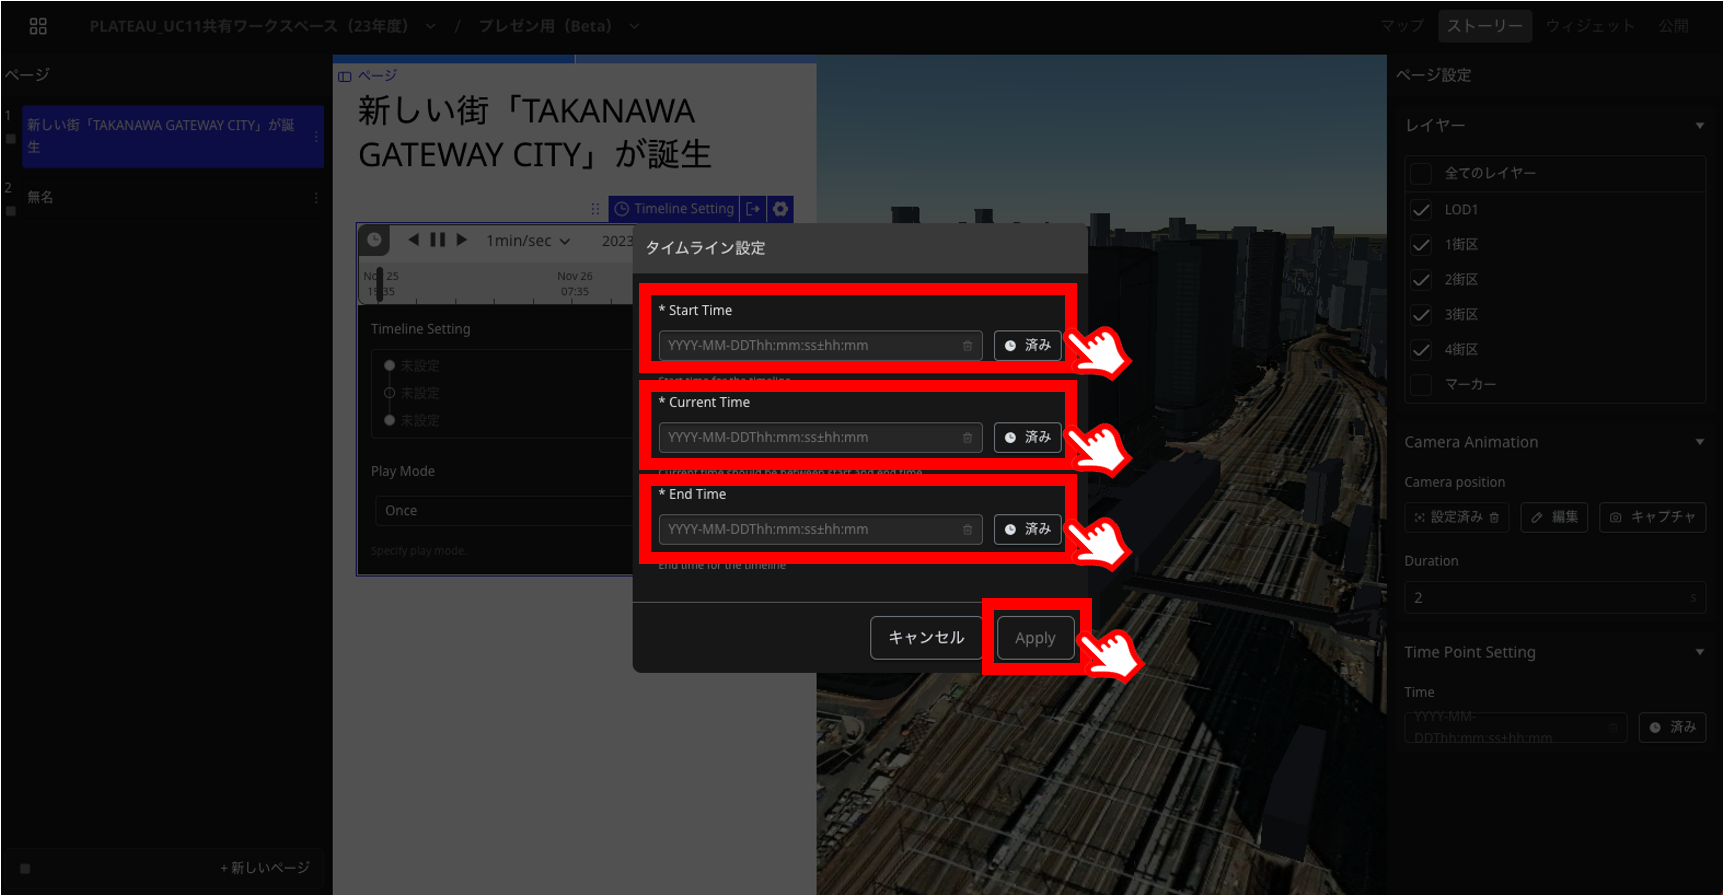 PLATEAU_UC11共有ワークスペース（23年度）
/
プレゼン用（Beta）
マップ
ストーリー
ウィジェット
公開
ページ
1
新しい街「TAKANAWA GATEWAY CITY」が誕
生
2
無名
+ 新しいページ
ページ
新しい街「TAKANAWA
GATEWAY CITY」が誕生
Timeline Setting
1min/sec
2023
Nov 25
Nov 26
07:35
Timeline Setting
未設定
未設定
未設定
Play Mode
Once
Specify play mode.
タイムライン設定
* Start Time
YYYY-MM-DDThh:mm:ss±hh:mm
済み
Start time for the timeline
* Current Time
YYYY-MM-DDThh:mm:ss±hh:mm
済み
Current time should be between start and end time
* End Time
YYYY-MM-DDThh:mm:ss±hh:mm
済み
End time for the timeline
キャンセル
Apply
ページ設定
レイヤー
全てのレイヤー
LOD1
1街区
2街区
3街区
4街区
マーカー
Camera Animation
Camera position
設定済み
編集
キャプチャ
Duration
2
s
Time Point Setting
Time
YYYY-MM-
DDThh:mm:ss±hh:mm
済み